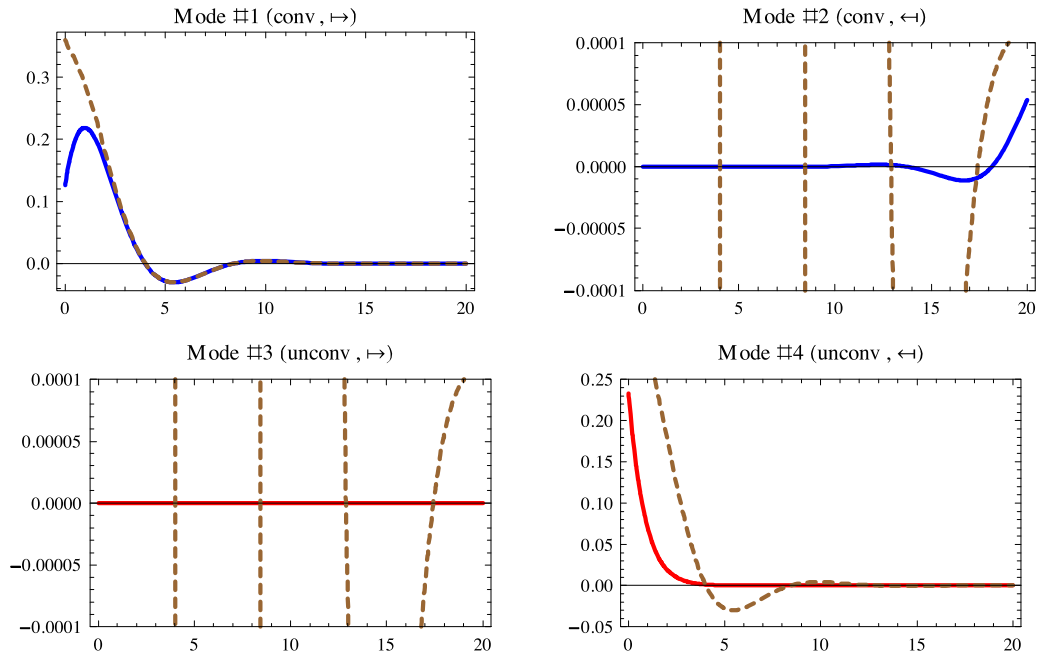 Mode #1 (conv , ↦)
0.3
0.2
0.1
0.0
0 5 10 15 20
Mode #2 (conv , ↤)
0.0001
0.00005
0.0000
−0.00005
−0.0001
0 5 10 15 20
Mode #3 (unconv , ↦)
0.0001
0.00005
0.0000
−0.00005
−0.0001
0 5 10 15 20
Mode #4 (unconv , ↤)
0.25
0.20
0.15
0.10
0.05
0.00
−0.05
0 5 10 15 20